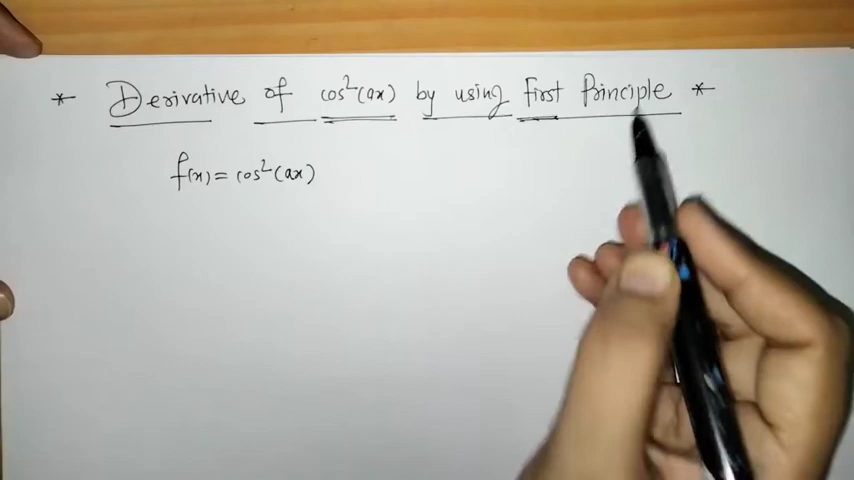 * Derivative of cos²(ax) by using First Principle *
f(x) = cos²(ax)